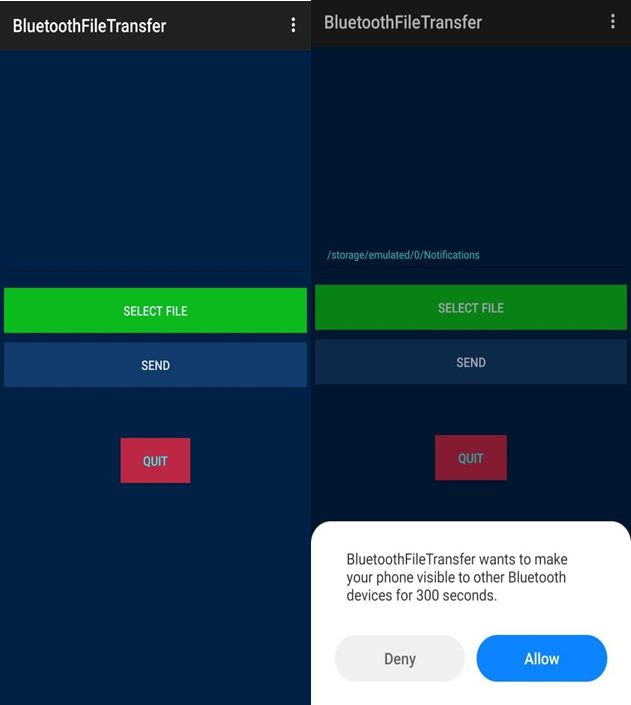 BluetoothFileTransfer
SELECT FILE
SEND
QUIT
BluetoothFileTransfer
/storage/emulated/0/Notifications
SELECT FILE
SEND
QUIT
BluetoothFileTransfer wants to make
your phone visible to other Bluetooth
devices for 300 seconds.
Deny
Allow